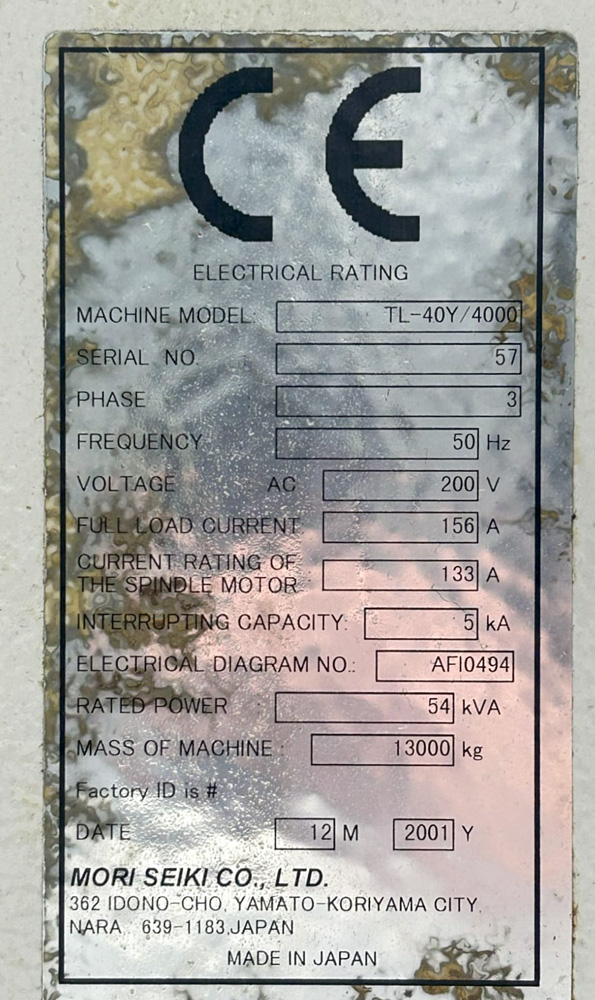 CE
ELECTRICAL RATING
MACHINE MODEL: TL-40Y/4000
SERIAL NO. 57
PHASE 3
FREQUENCY 50 Hz
VOLTAGE AC 200 V
FULL LOAD CURRENT 156 A
CURRENT RATING OF
THE SPINDLE MOTOR 133 A
INTERRUPTING CAPACITY: 5 kA
ELECTRICAL DIAGRAM NO.: AFI0494
RATED POWER : 54 kVA
MASS OF MACHINE : 13000 kg
Factory ID is #
DATE 12 M 2001 Y
MORI SEIKI CO., LTD.
362 IDONO-CHO, YAMATO-KORIYAMA CITY,
NARA 639-1183,JAPAN
MADE IN JAPAN